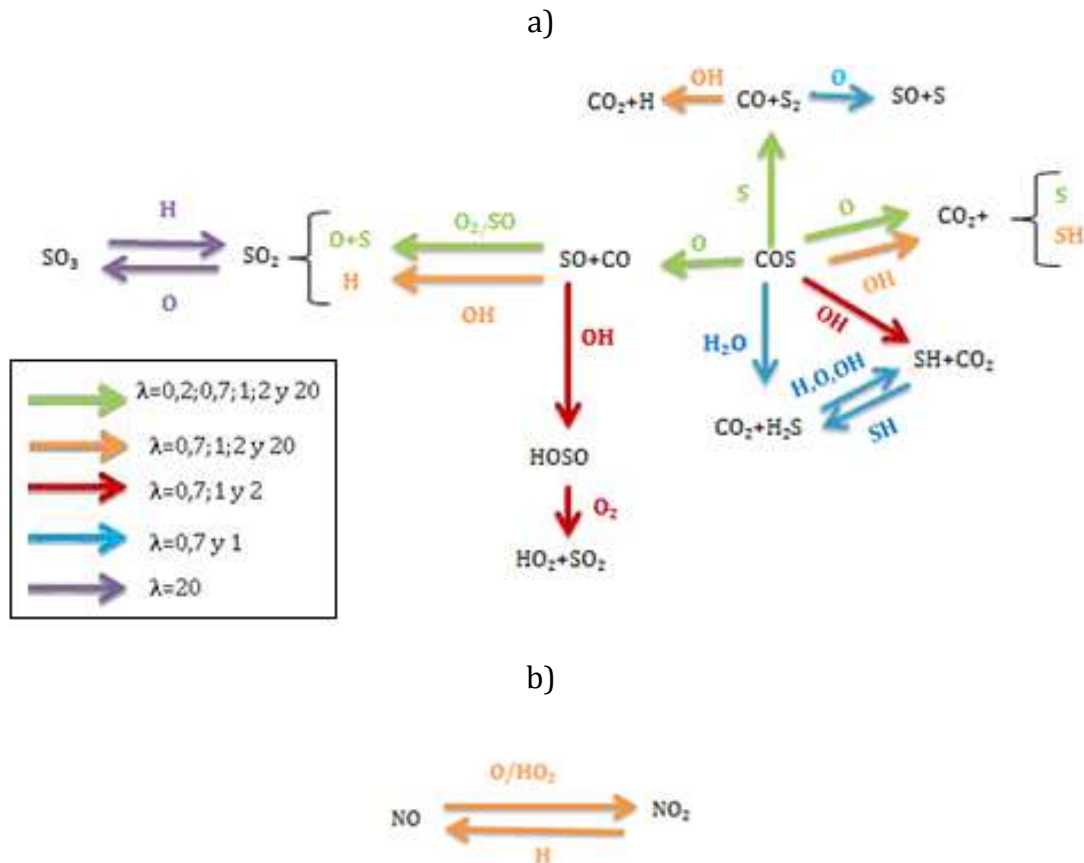 a)
OH
O
CO₂+H
CO+S₂
SO+S
S
O
CO₂+
S
SH
H
O₂/SO
O
OH
SO₃
SO₂
O+S
H
SO+CO
COS
O
OH
OH
H₂O
OH
SH+CO₂
H,O,OH
CO₂+H₂S
SH
HOSO
O₂
HO₂+SO₂
λ=0,2;0,7;1;2 y 20
λ=0,7;1;2 y 20
λ=0,7;1 y 2
λ=0,7 y 1
λ=20
b)
O/HO₂
NO
NO₂
H